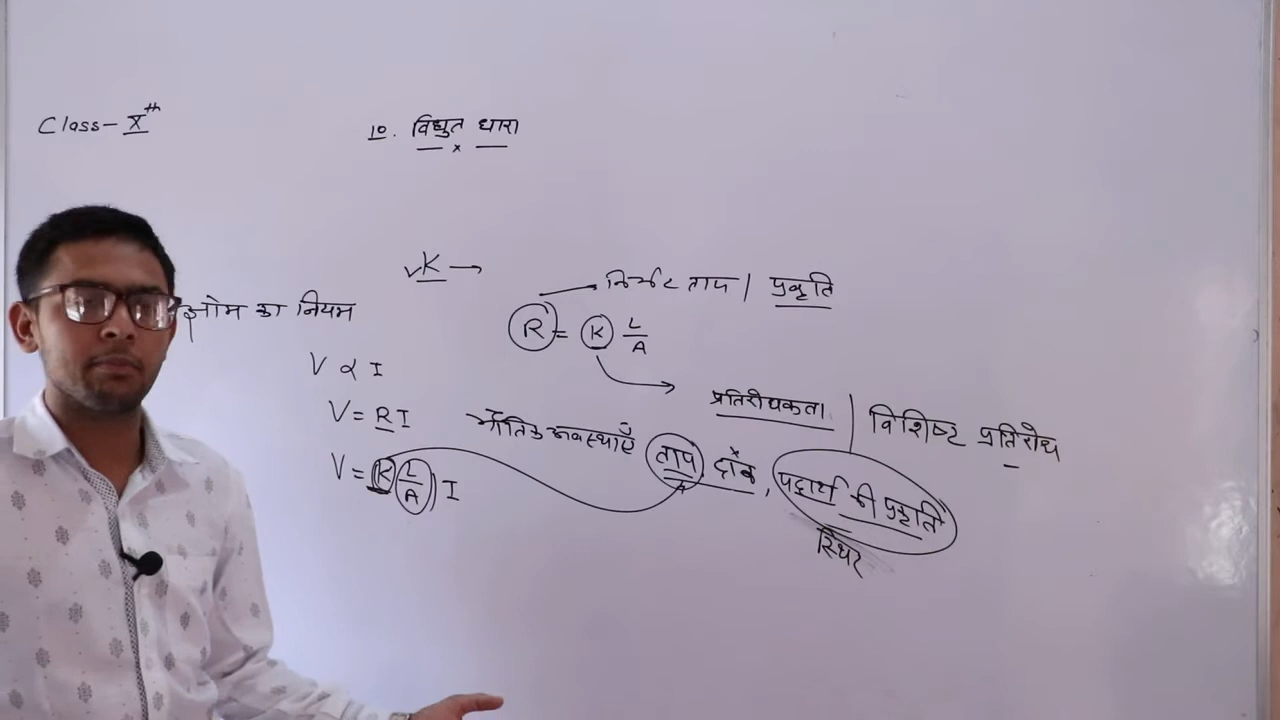 Class- Xth
10. विद्युत धारा
K →
निर्भर ताप | प्रकृति
ओम का नियम
R = K L/A
V ∝ I
प्रतिरोधकता | विशिष्ट प्रतिरोध
V = RI
भौतिक अवस्थाएँ ताप, दाब, पदार्थ की प्रकृति
V = K(L/A) I
स्थिर